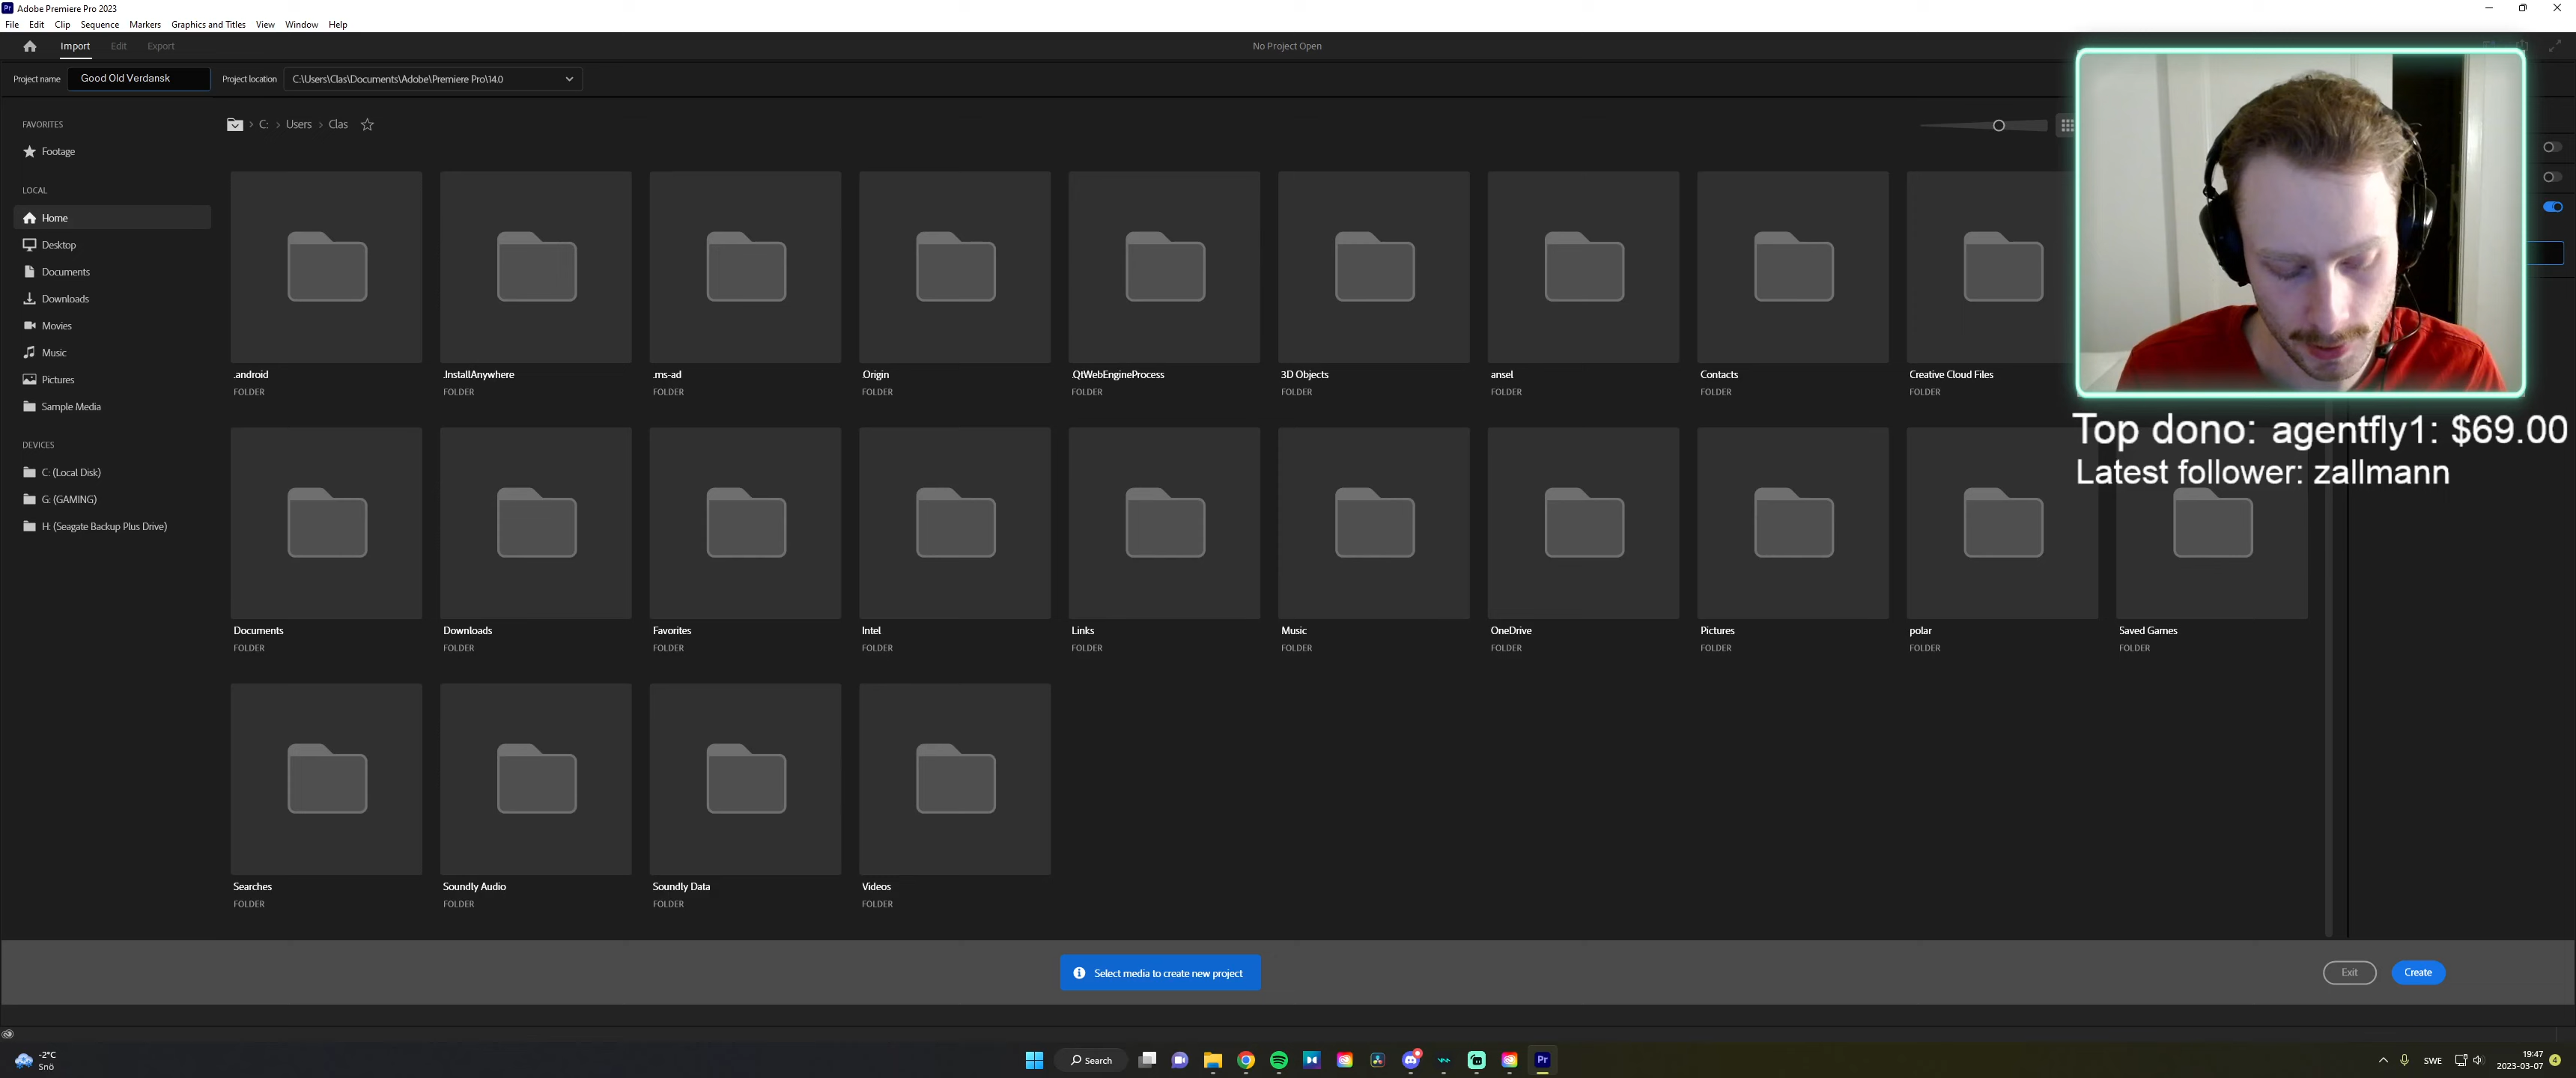 Pr Adobe Premiere Pro 2023
File Edit Clip Sequence Markers Graphics and Titles View Window Help
Import Edit Export No Project Open
Project name Good Old Verdansk Project location C:\Users\Clas\Documents\Adobe\Premiere Pro\14.0
FAVORITES
Footage
LOCAL
Home
Desktop
Documents
Downloads
Movies
Music
Pictures
Sample Media
DEVICES
C: (Local Disk)
G: (GAMING)
H: (Seagate Backup Plus Drive)
C: > Users > Clas
.android .InstallAnywhere .ms-ad .Origin .QtWebEngineProcess 3D Objects ansel Contacts Creative Cloud Files
FOLDER FOLDER FOLDER FOLDER FOLDER FOLDER FOLDER FOLDER FOLDER
Top dono: agentfly1: $69.00
Latest follower: zallmann
Documents Downloads Favorites Intel Links Music OneDrive Pictures polar Saved Games
FOLDER FOLDER FOLDER FOLDER FOLDER FOLDER FOLDER FOLDER FOLDER FOLDER
Searches Soundly Audio Soundly Data Videos
FOLDER FOLDER FOLDER FOLDER
Select media to create new project
Exit Create
-2°C
Snö
Search
Pr
SWE
19:47
2023-03-07
4